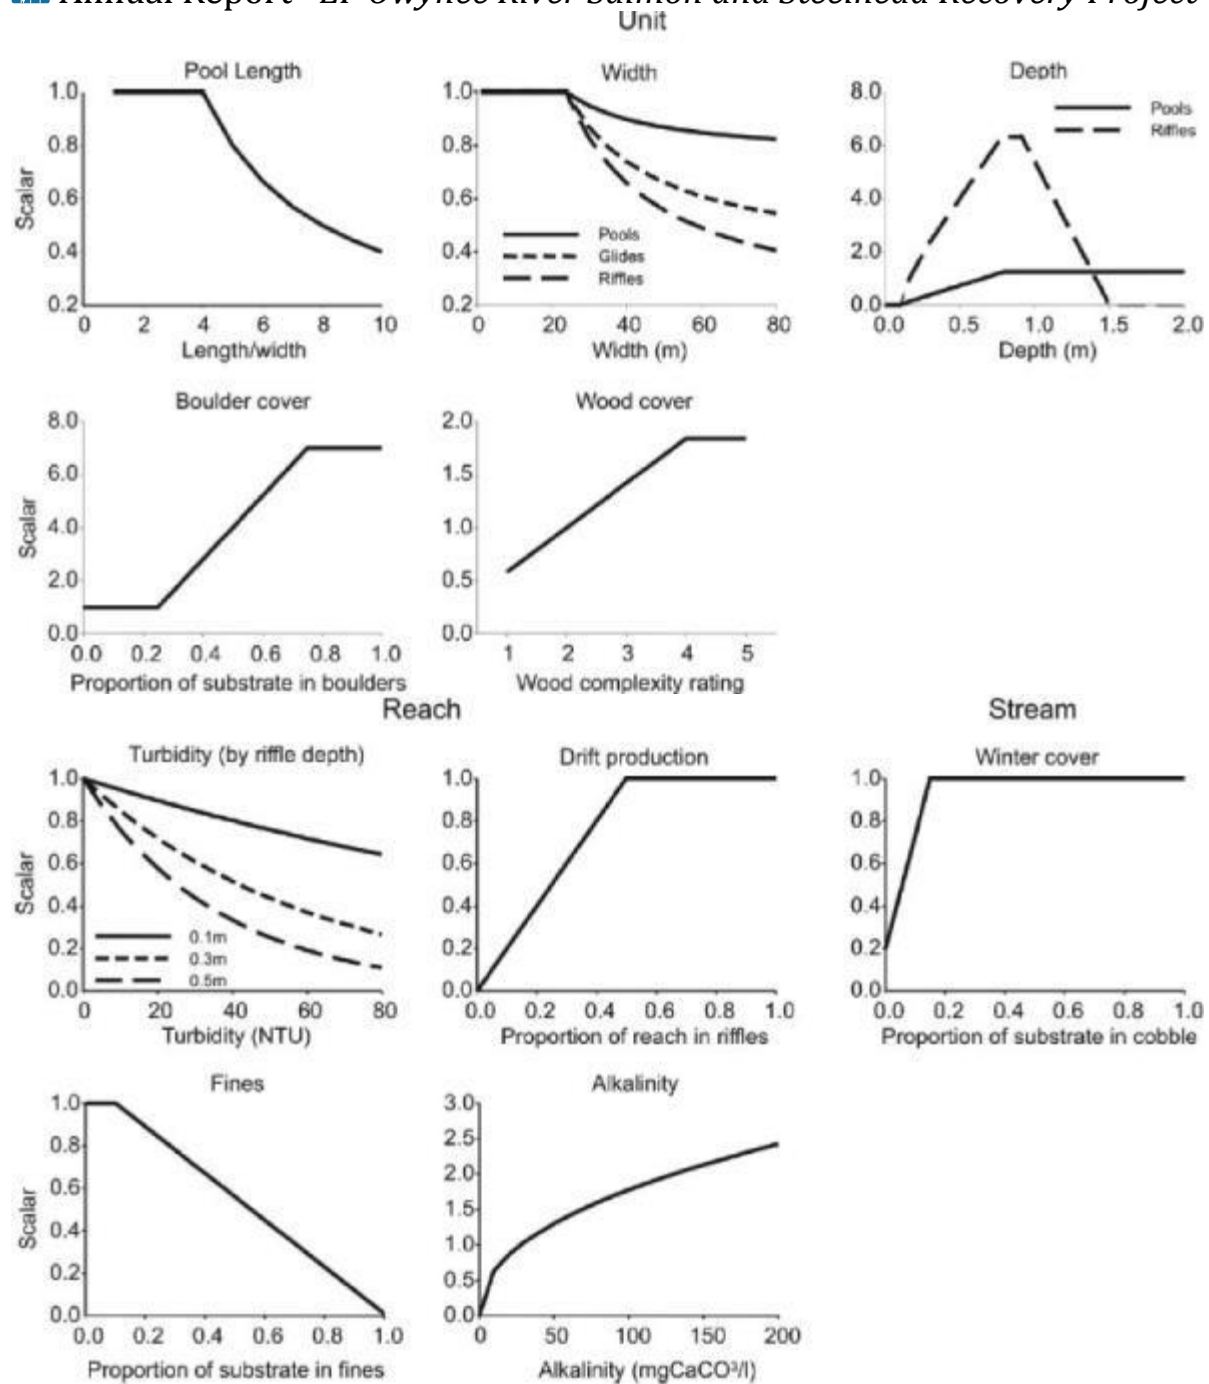 Annual Report
Unit
Pool Length
1.0
0.8
0.6
0.4
0.2
Scalar
0 2 4 6 8 10
Length/width
Width
1.0
0.8
0.6
0.4
0.2
Pools
Glides
Riffles
0 20 40 60 80
Width (m)
Depth
8.0
6.0
4.0
2.0
0.0
Pools
Riffles
0.0 0.5 1.0 1.5 2.0
Depth (m)
Boulder cover
8.0
6.0
4.0
2.0
0.0
Scalar
0.0 0.2 0.4 0.6 0.8 1.0
Proportion of substrate in boulders
Wood cover
2.0
1.5
1.0
0.5
0.0
1 2 3 4 5
Wood complexity rating
Reach
Stream
Turbidity (by riffle depth)
1.0
0.8
0.6
0.4
0.2
0.0
Scalar
0.1m
0.3m
0.5m
0 20 40 60 80
Turbidity (NTU)
Drift production
1.0
0.8
0.6
0.4
0.2
0.0
0.0 0.2 0.4 0.6 0.8 1.0
Proportion of reach in riffles
Winter cover
1.0
0.8
0.6
0.4
0.2
0.0
0.0 0.2 0.4 0.6 0.8 1.0
Proportion of substrate in cobble
Fines
1.0
0.8
0.6
0.4
0.2
0.0
Scalar
0.0 0.2 0.4 0.6 0.8 1.0
Proportion of substrate in fines
Alkalinity
3.0
2.5
2.0
1.5
1.0
0.5
0.0
0 50 100 150 200
Alkalinity (mgCaCO³/l)